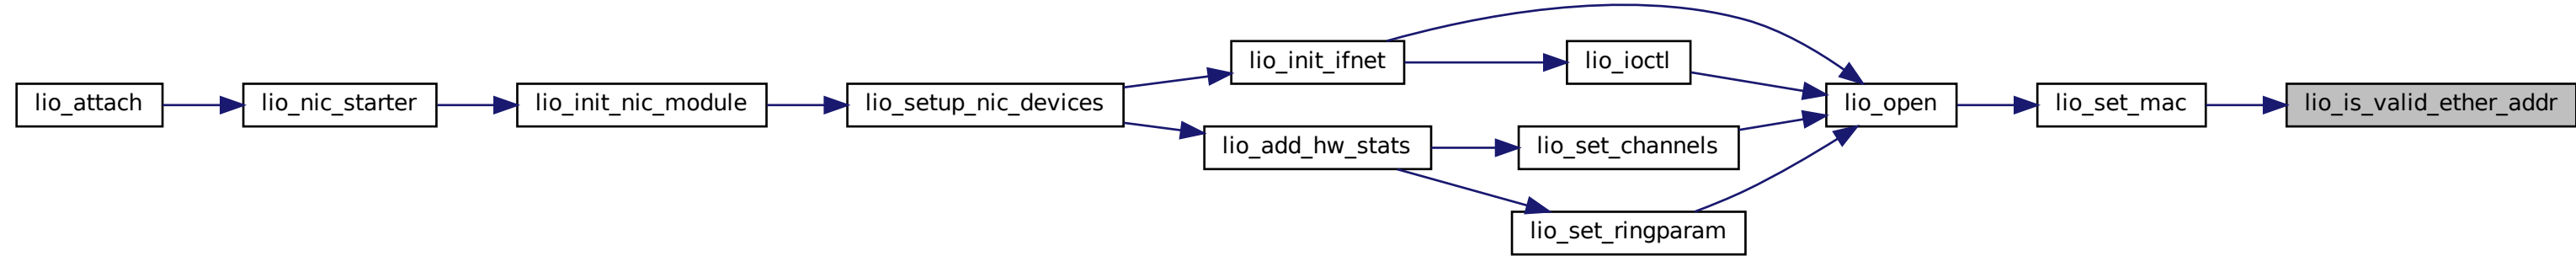 lio_attach
lio_nic_starter
lio_init_nic_module
lio_setup_nic_devices
lio_init_ifnet
lio_ioctl
lio_add_hw_stats
lio_set_channels
lio_set_ringparam
lio_open
lio_set_mac
lio_is_valid_ether_addr